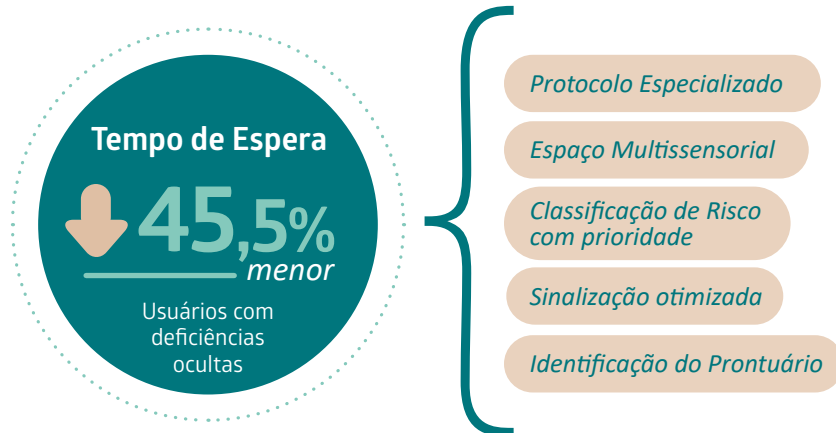 Tempo de Espera
45,5%
menor
Usuários com
deficiências
ocultas
Protocolo Especializado
Espaço Multissensorial
Classificação de Risco
com prioridade
Sinalização otimizada
Identificação do Prontuário